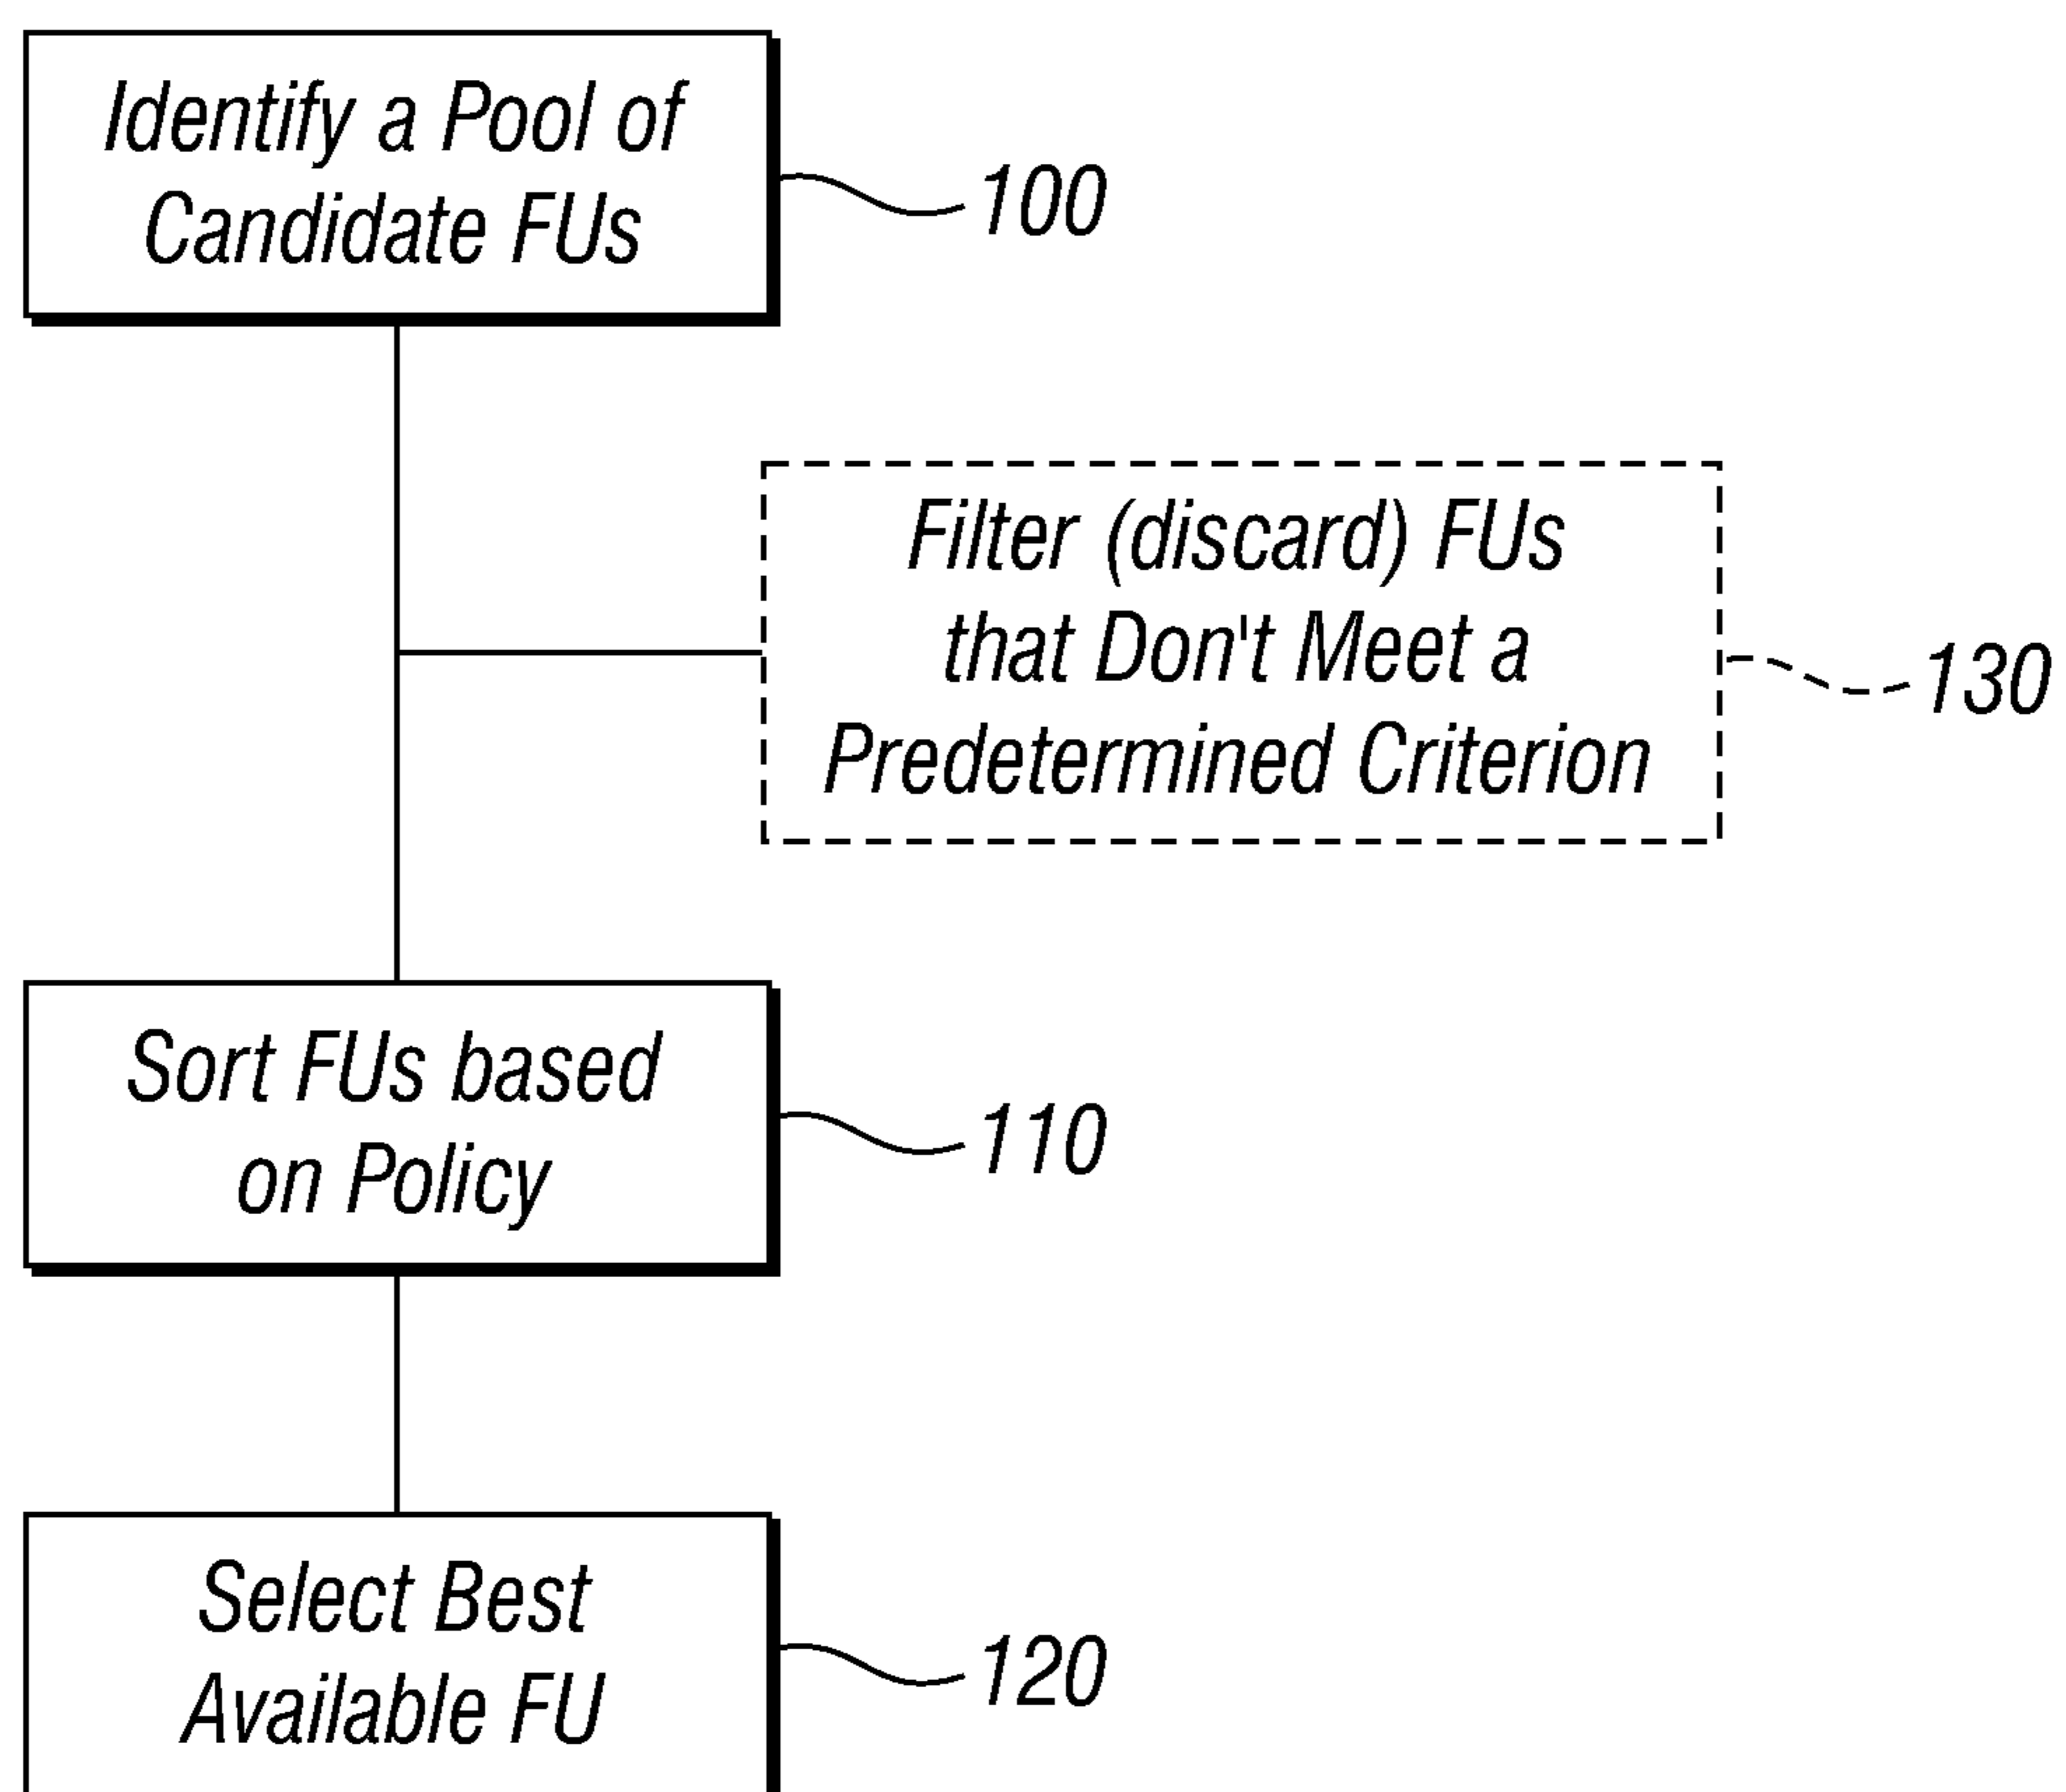 Identify a Pool of
Candidate FUs
100
Filter (discard) FUs
that Don't Meet a
Predetermined Criterion
130
Sort FUs based
on Policy
110
Select Best
Available FU
120